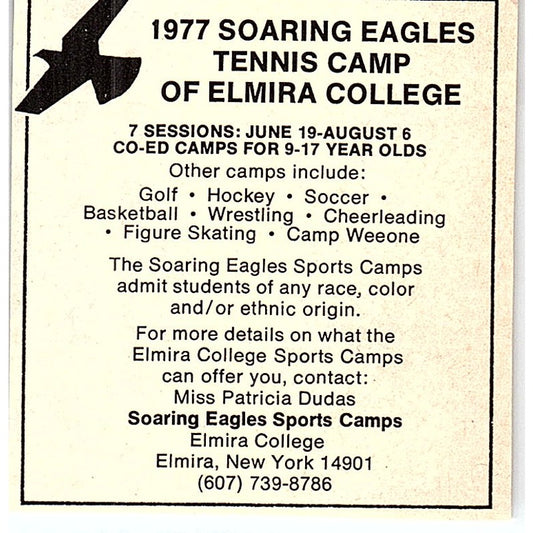 1977 SOARING EAGLES
TENNIS CAMP
OF ELMIRA COLLEGE
7 SESSIONS: JUNE 19-AUGUST 6
CO-ED CAMPS FOR 9-17 YEAR OLDS
Other camps include:
Golf • Hockey • Soccer •
Basketball • Wrestling • Cheerleading
• Figure Skating • Camp Weeone
The Soaring Eagles Sports Camps
admit students of any race, color
and/or ethnic origin.
For more details on what the
Elmira College Sports Camps
can offer you, contact:
Miss Patricia Dudas
Soaring Eagles Sports Camps
Elmira College
Elmira, New York 14901
(607) 739-8786